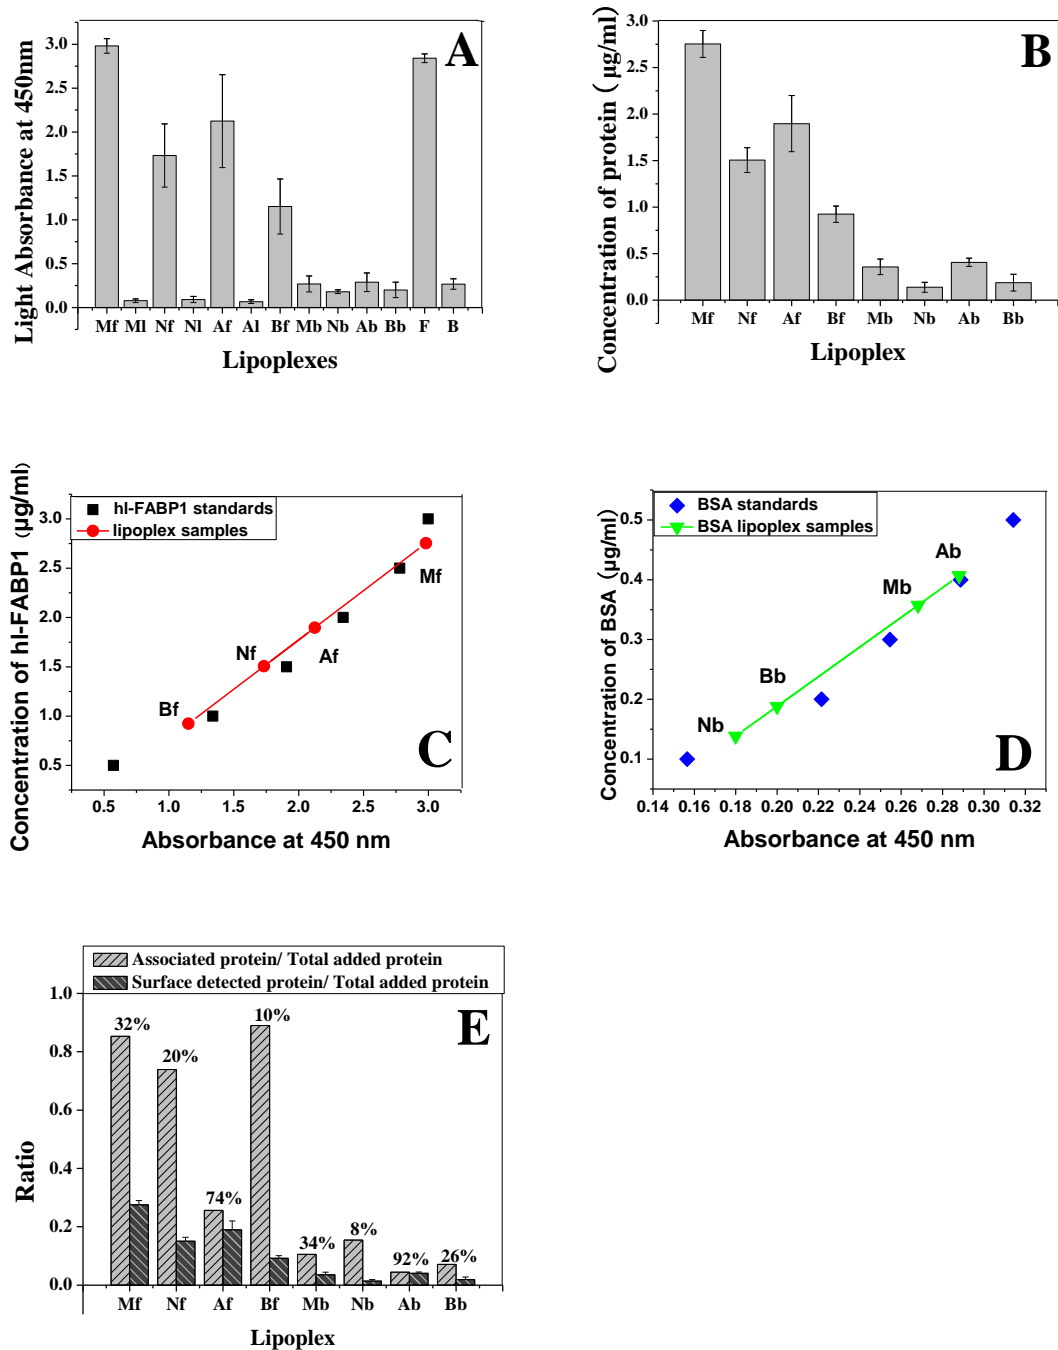 A
Light Absorbance at 450nm
3.0
2.5
2.0
1.5
1.0
0.5
0.0
Mf Ml Nf Nl Af Al Bf Mb Nb Ab Bb F B
Lipoplexes
B
Concentration of protein (μg/ml)
3.0
2.5
2.0
1.5
1.0
0.5
0.0
Mf Nf Af Bf Mb Nb Ab Bb
Lipoplex
Concentration of hl-FABP1 (μg/ml)
hl-FABP1 standards
lipoplex samples
3.0
2.5
2.0
1.5
1.0
0.5
Mf
Nf
Af
Bf
C
0.5 1.0 1.5 2.0 2.5 3.0
Absorbance at 450 nm
Concentration of BSA (μg/ml)
BSA standards
BSA lipoplex samples
0.5
0.4
0.3
0.2
0.1
Ab
Mb
Bb
Nb
D
0.14 0.16 0.18 0.20 0.22 0.24 0.26 0.28 0.30 0.32
Absorbance at 450 nm
Associated protein/ Total added protein
Surface detected protein/ Total added protein
E
Ratio
1.0
0.8
0.6
0.4
0.2
0.0
32% 20% 74% 10% 34% 8% 92% 26%
Mf Nf Af Bf Mb Nb Ab Bb
Lipoplex